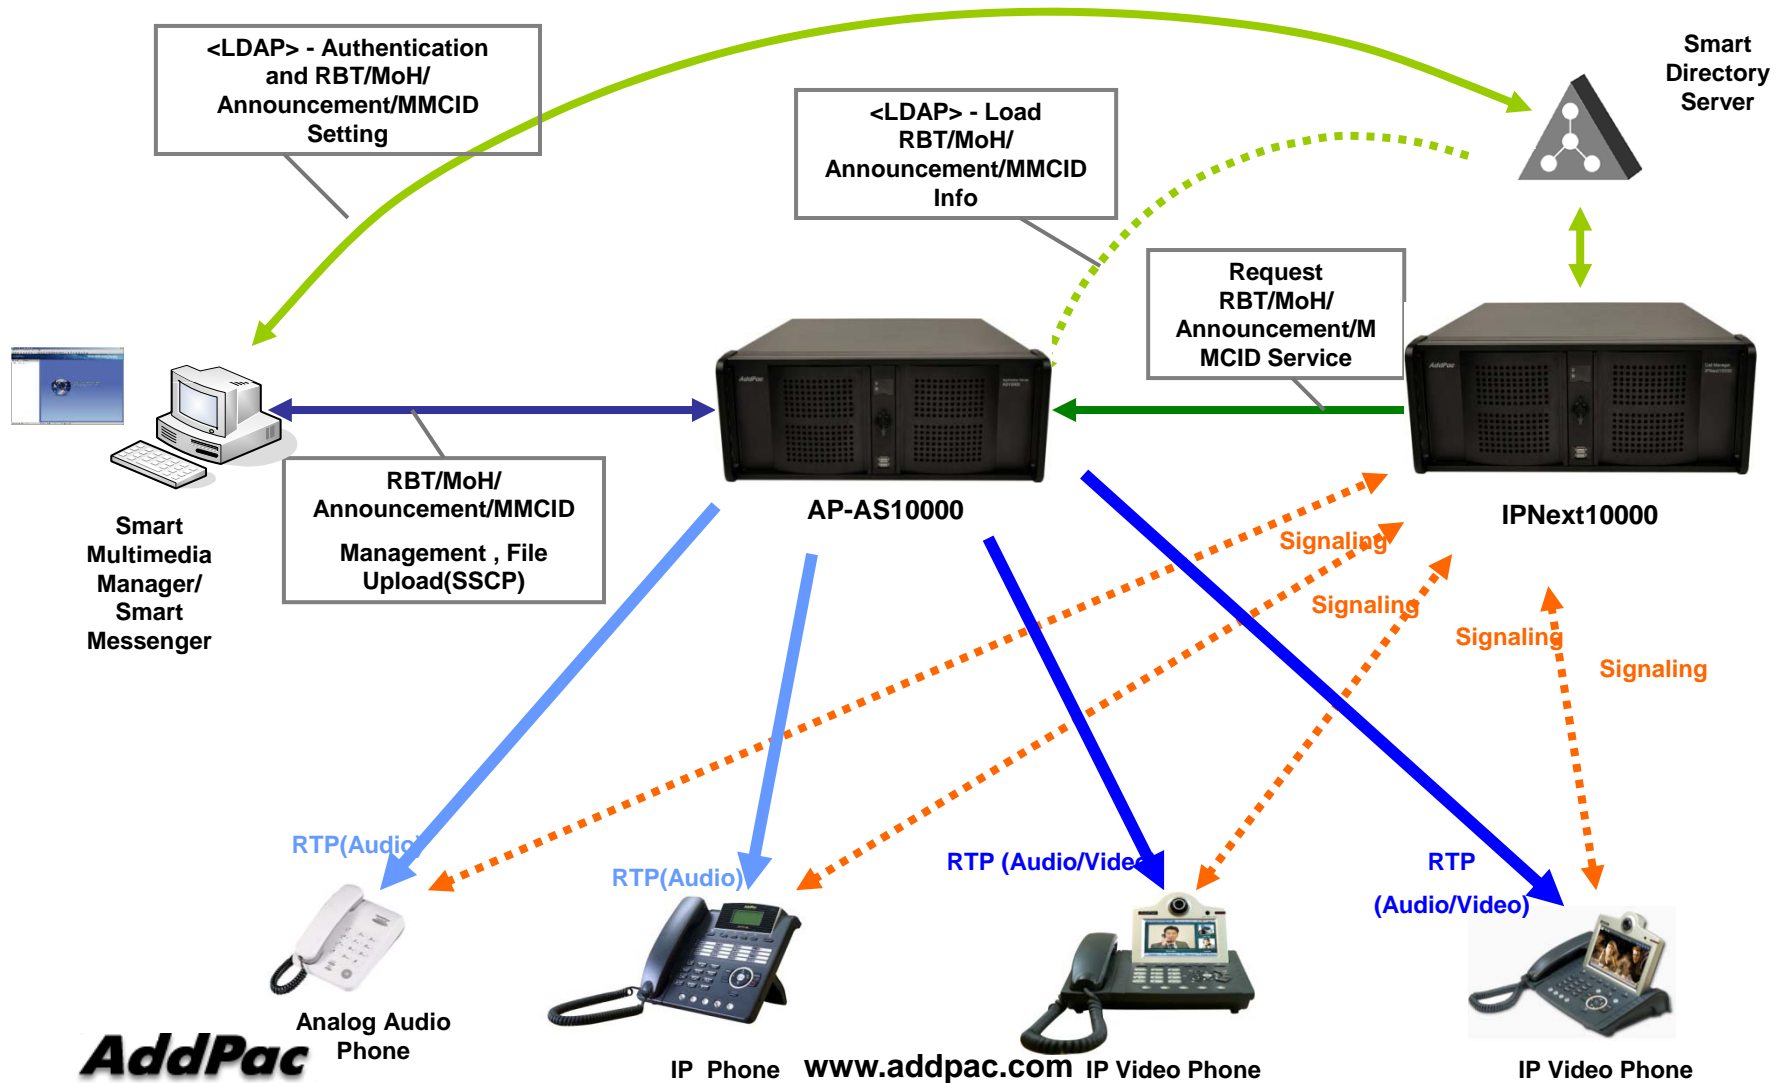 <LDAP> - Authentication
and RBT/MoH/
Announcement/MMCID
Setting
<LDAP> - Load
RBT/MoH/
Announcement/MMCID
Info
Smart
Directory
Server
Request
RBT/MoH/
Announcement/M
MCID Service
AddPac
AddPac
RBT/MoH/
Announcement/MMCID
Management , File
Upload(SSCP)
Smart
Multimedia
Manager/
Smart
Messenger
AP-AS10000
IPNext10000
Signaling
Signaling
Signaling
Signaling
RTP(Audio)
RTP(Audio)
RTP (Audio/Video
RTP
(Audio/Video)
Analog Audio
Phone
IP Phone
IP Video Phone
IP Video Phone
AddPac
www.addpac.com